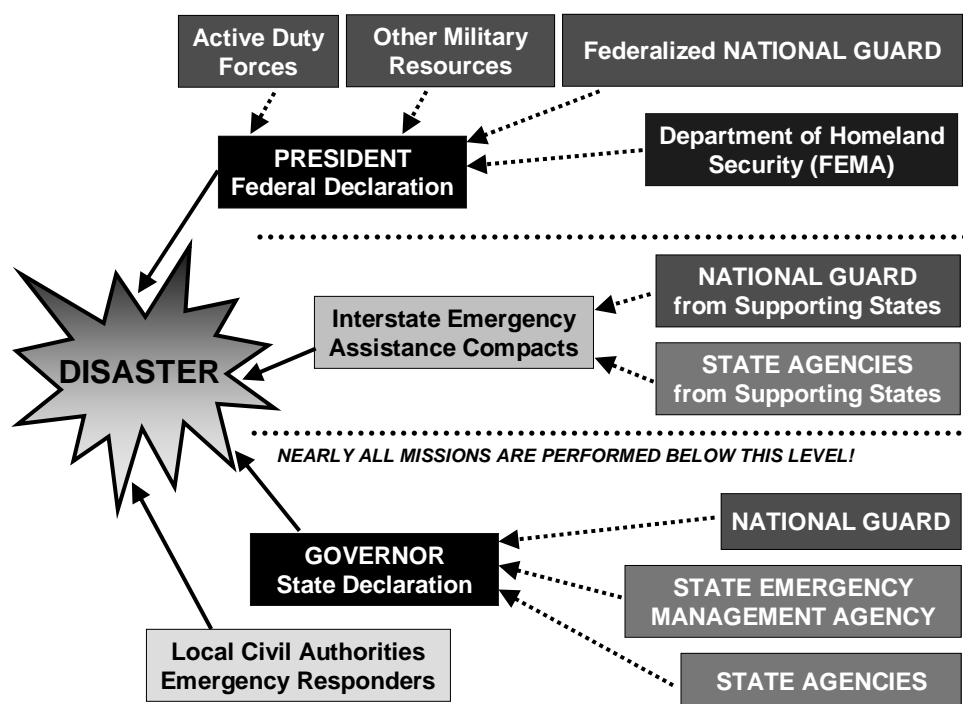 Active Duty
Forces
Other Military
Resources
Federalized NATIONAL GUARD
PRESIDENT
Federal Declaration
Department of Homeland
Security (FEMA)
NATIONAL GUARD
from Supporting States
Interstate Emergency
Assistance Compacts
DISASTER
STATE AGENCIES
from Supporting States
NEARLY ALL MISSIONS ARE PERFORMED BELOW THIS LEVEL!
NATIONAL GUARD
GOVERNOR
State Declaration
STATE EMERGENCY
MANAGEMENT AGENCY
Local Civil Authorities
Emergency Responders
STATE AGENCIES